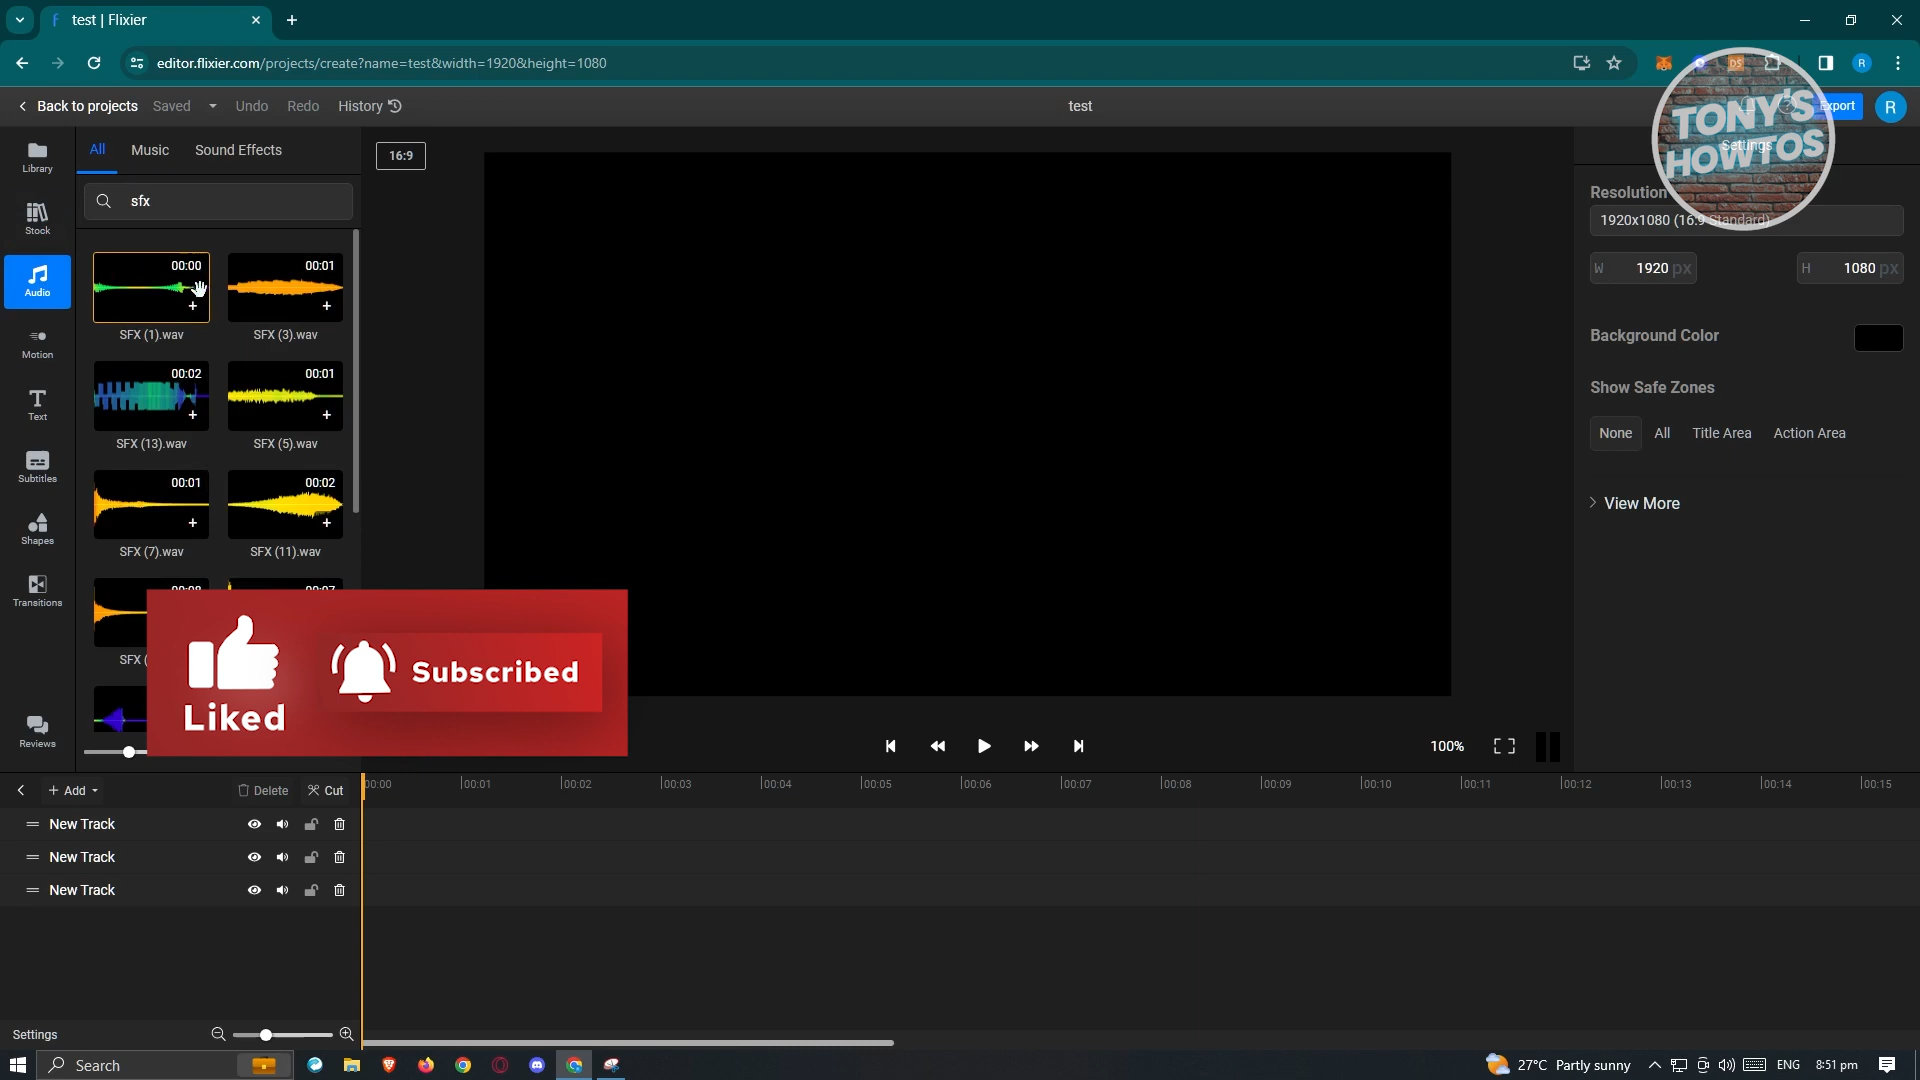 test | Flixier
editor.flixier.com/projects/create?name=test&width=1920&height=1080
DS
R
Back to projects
Saved
Undo
Redo
History
test
Export
R
TONY'S
HOWTOS
Library
Stock
Audio
Motion
Text
Subtitles
Shapes
Transitions
Reviews
All
Music
Sound Effects
sfx
00:00
SFX (1).wav
00:01
SFX (3).wav
00:02
SFX (13).wav
00:01
SFX (5).wav
00:01
SFX (7).wav
00:02
SFX (11).wav
SFX (
16:9
Settings
Resolution
1920x1080 (16:9 Standard)
W 1920 px
H 1080 px
Background Color
Show Safe Zones
None
All
Title Area
Action Area
View More
Liked
Subscribed
100%
+ Add
Delete
Cut
00:00
00:01
00:02
00:03
00:04
00:05
00:06
00:07
00:08
00:09
00:10
00:11
00:12
00:13
00:14
00:15
New Track
New Track
New Track
Settings
Search
27°C Partly sunny
ENG
8:51 pm